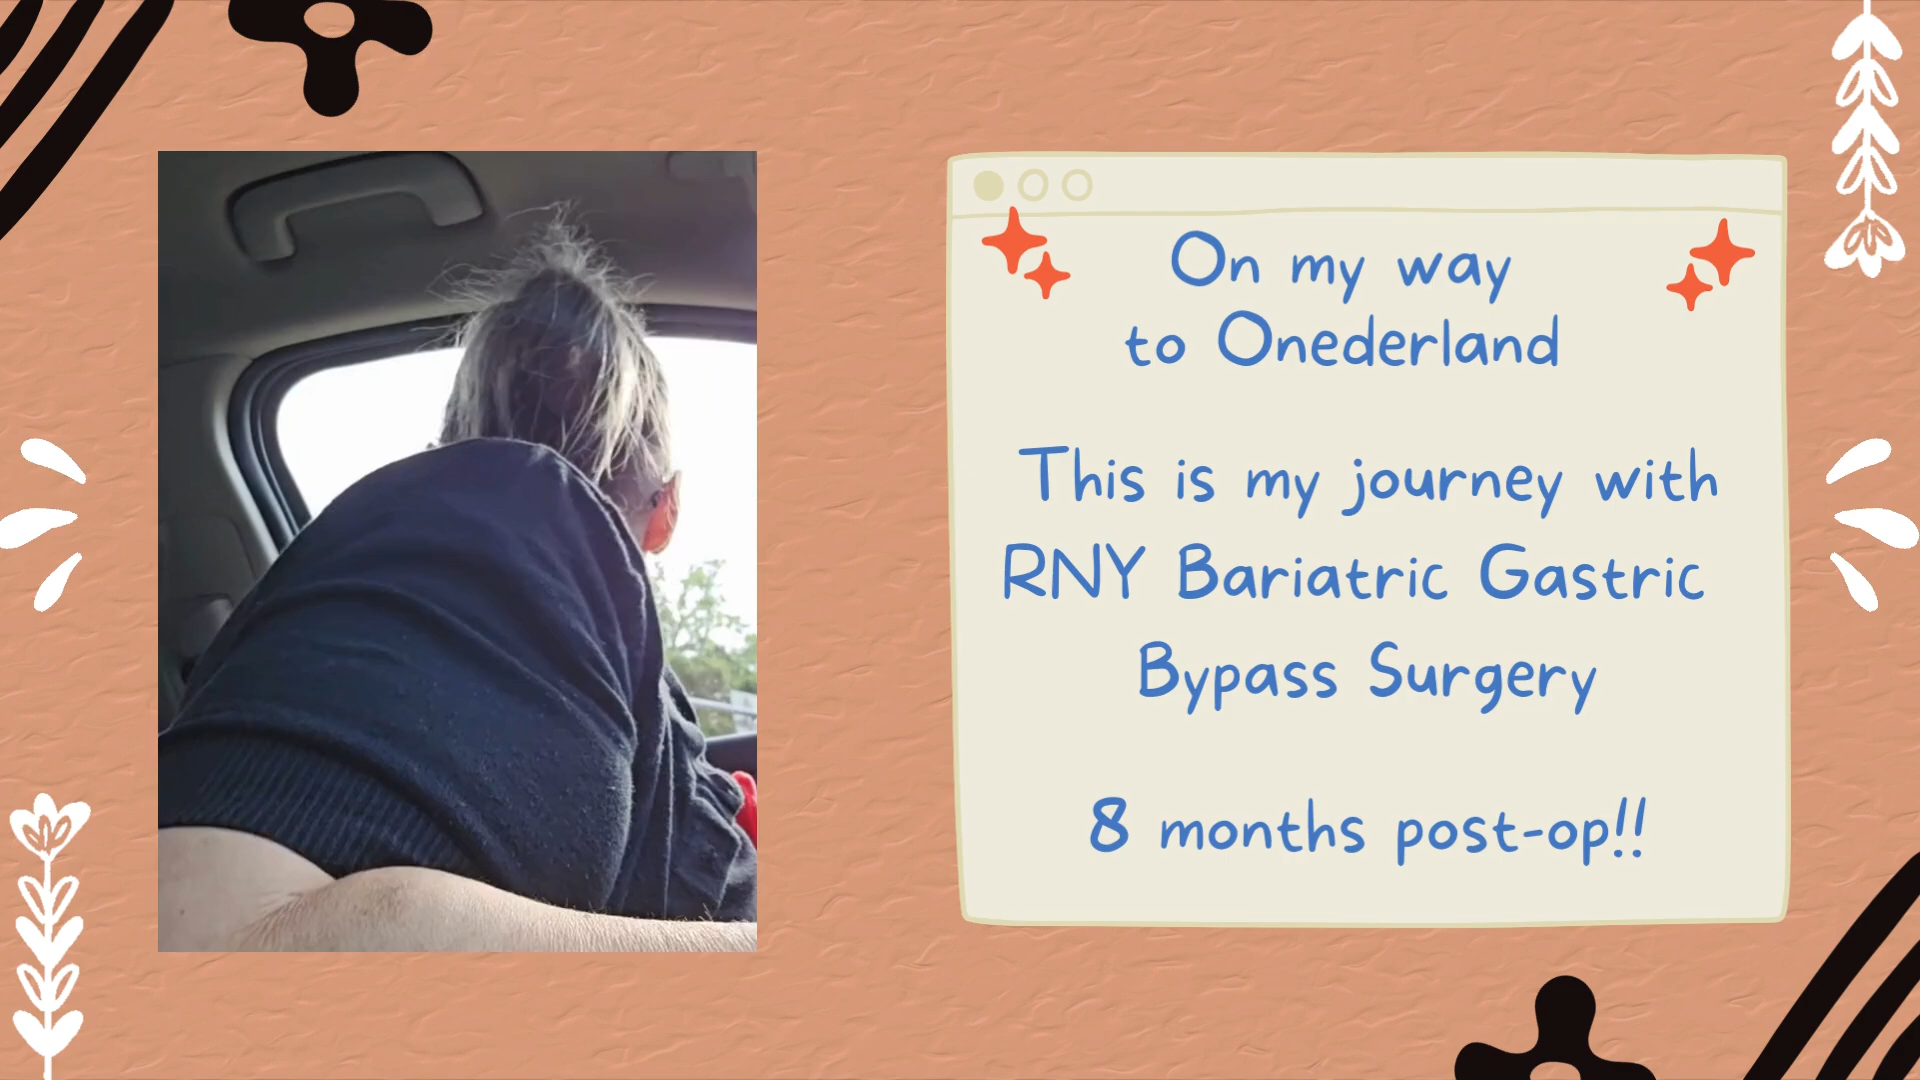 On my way
to Onederland
This is my journey with
RNY Bariatric Gastric
Bypass Surgery
8 months post-op!!